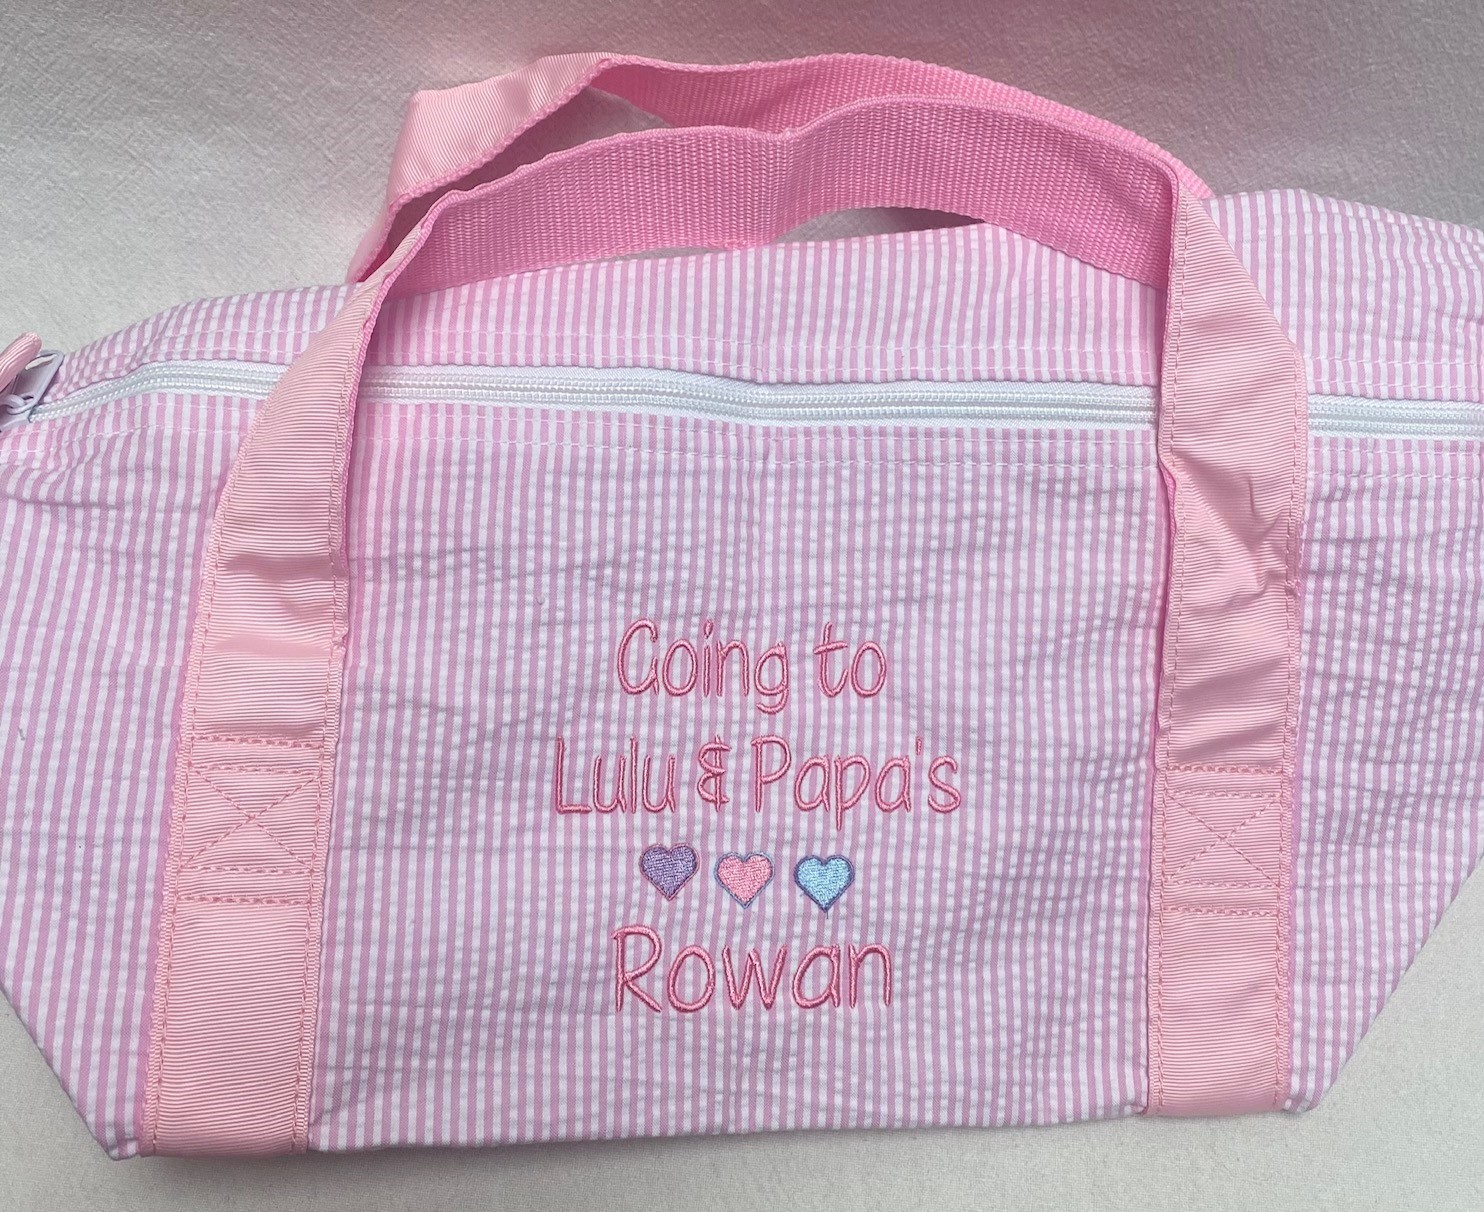 Going to
Lulu & Papa's
Rowan